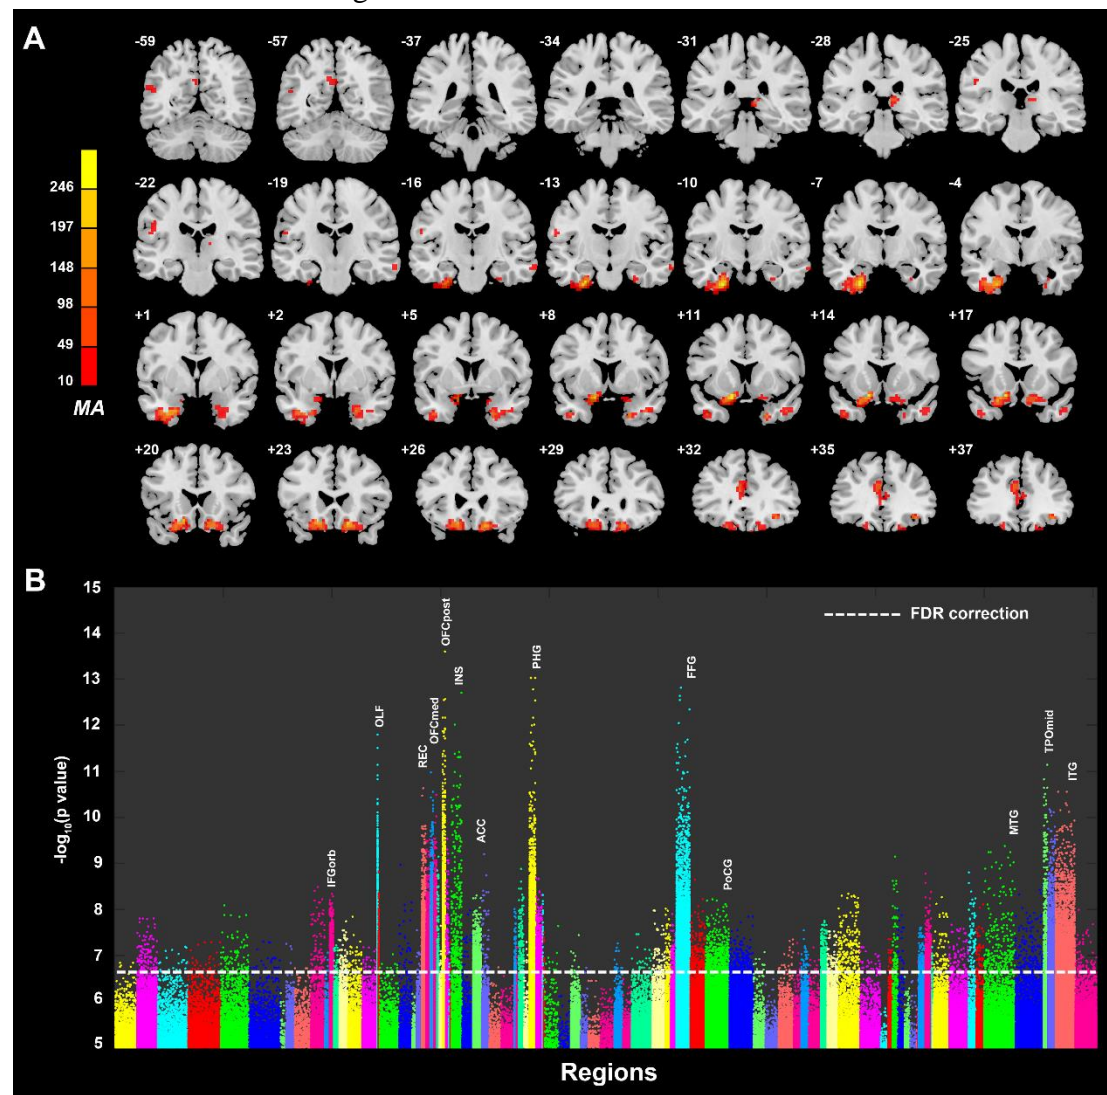 A
-59 -57 -37 -34 -31 -28 -25
-22 -19 -16 -13 -10 -7 -4
+1 +2 +5 +8 +11 +14 +17
+20 +23 +26 +29 +32 +35 +37
246
197
148
98
49
10
MA
B
15
14
13
12
11
10
9
8
7
6
5
-log10(p value)
FDR correction
IFGorb
OLF
REC
OFCmed
OFCpost
INS
ACC
PHG
FFG
PoCG
MTG
TPOmid
ITG
Regions